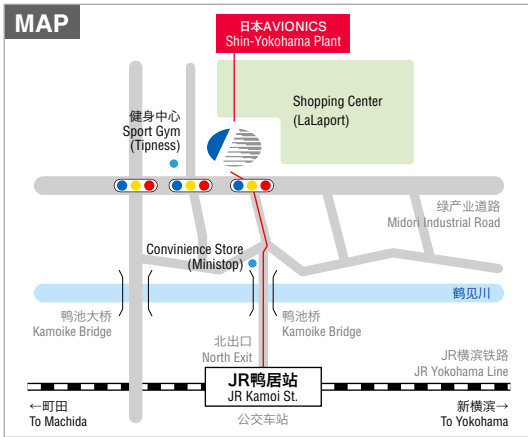 MAP
日本AVIONICS
Shin-Yokohama Plant
健身中心
Sport Gym
(Tipness)
Shopping Center
(LaLaport)
绿产业道路
Midori Industrial Road
Convinience Store
(Ministop)
鹤见川
鸭池大桥
Kamoike Bridge
鸭池桥
Kamoike Bridge
北出口
North Exit
JR横滨铁路
JR Yokohama Line
JR鸭居站
JR Kamoi St.
←町田
To Machida
公交车站
新横滨→
To Yokohama